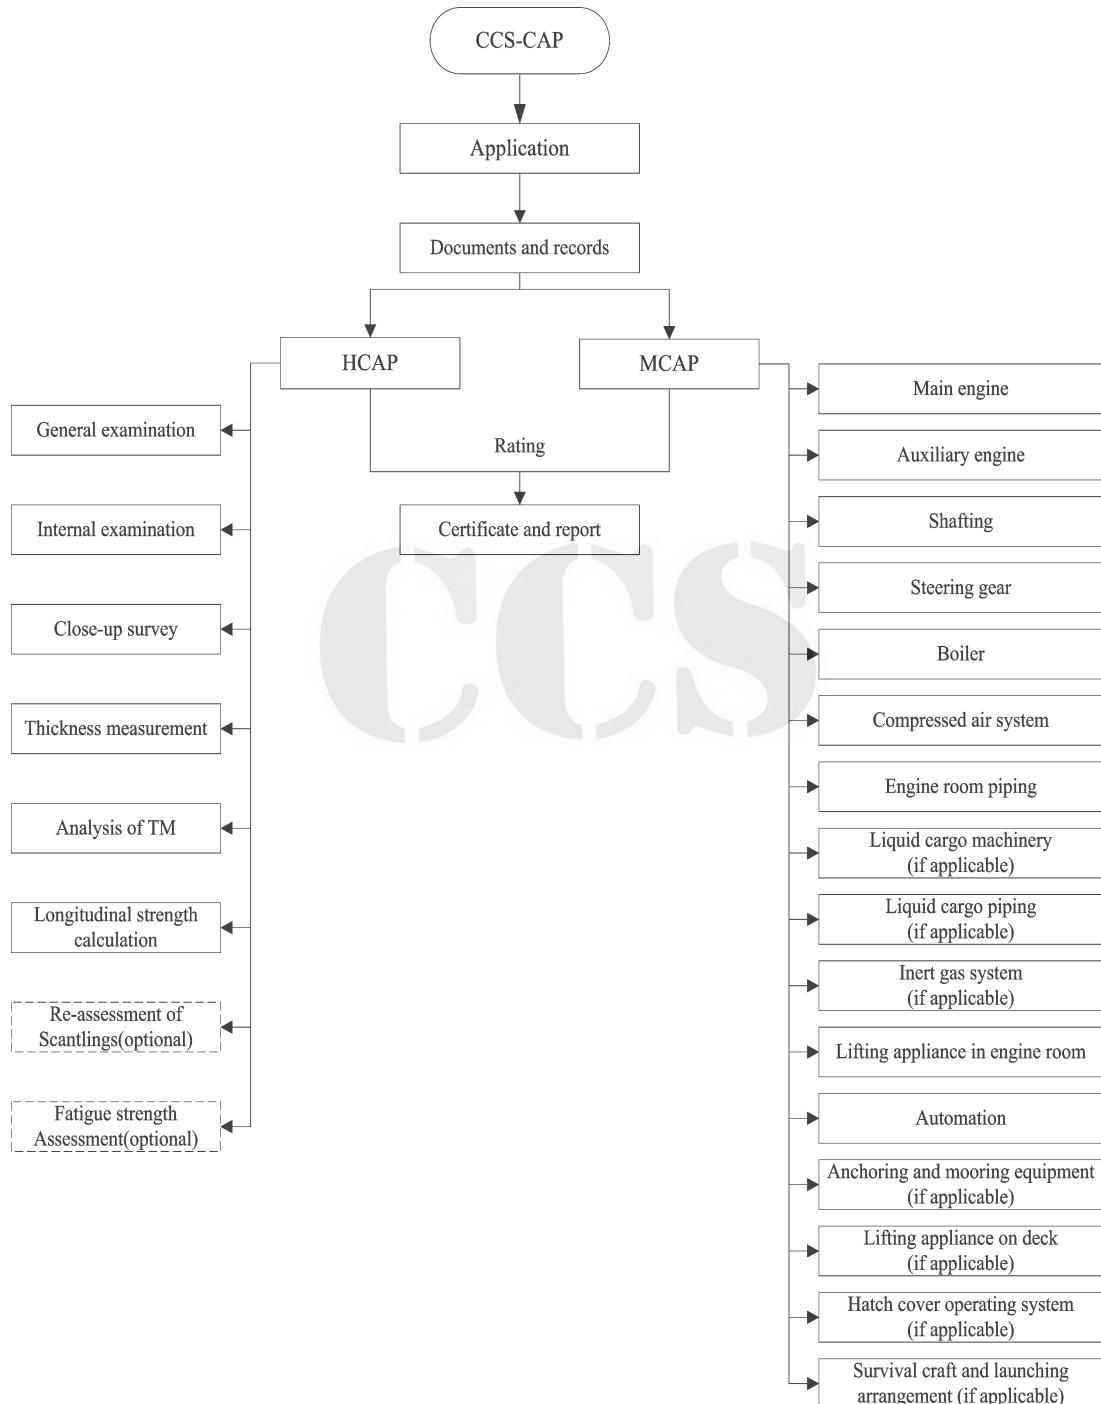 CCS-CAP
Application
Documents and records
HCAP
MCAP
Rating
Certificate and report
General examination
Internal examination
Close-up survey
Thickness measurement
Analysis of TM
Longitudinal strength
calculation
Re-assessment of
Scantlings(optional)
Fatigue strength
Assessment(optional)
Main engine
Auxiliary engine
Shafting
Steering gear
Boiler
Compressed air system
Engine room piping
Liquid cargo machinery
(if applicable)
Liquid cargo piping
(if applicable)
Inert gas system
(if applicable)
Lifting appliance in engine room
Automation
Anchoring and mooring equipment
(if applicable)
Lifting appliance on deck
(if applicable)
Hatch cover operating system
(if applicable)
Survival craft and launching
arrangement (if applicable)
CCS